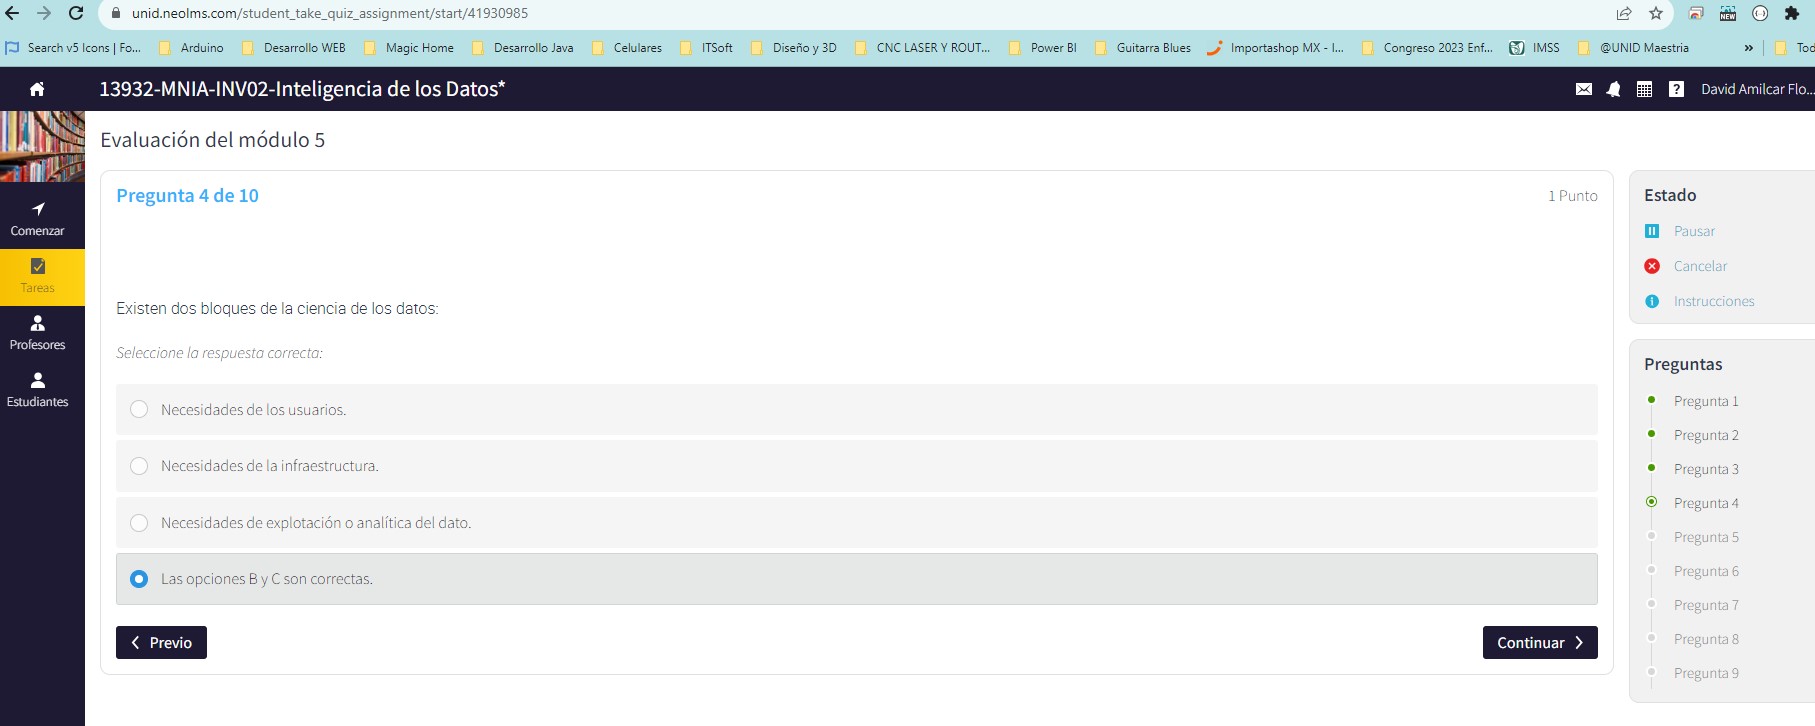 unid.neolms.com/student_take_quiz_assignment/start/41930985
NEW
Search v5 Icons | Fo... Arduino Desarrollo WEB Magic Home Desarrollo Java Celulares ITSoft Diseño y 3D CNC LASER Y ROUT... Power BI Guitarra Blues Importashop MX - I... Congreso 2023 Enf... IMSS @UNID Maestria » Tod
13932-MNIA-INV02-Inteligencia de los Datos*
? David Amilcar Flo...
Evaluación del módulo 5
Pregunta 4 de 10
1 Punto
Existen dos bloques de la ciencia de los datos:
Seleccione la respuesta correcta:
Necesidades de los usuarios.
Necesidades de la infraestructura.
Necesidades de explotación o analítica del dato.
Las opciones B y C son correctas.
Previo
Continuar
Comenzar
Tareas
Profesores
Estudiantes
Estado
Pausar
Cancelar
Instrucciones
Preguntas
Pregunta 1
Pregunta 2
Pregunta 3
Pregunta 4
Pregunta 5
Pregunta 6
Pregunta 7
Pregunta 8
Pregunta 9